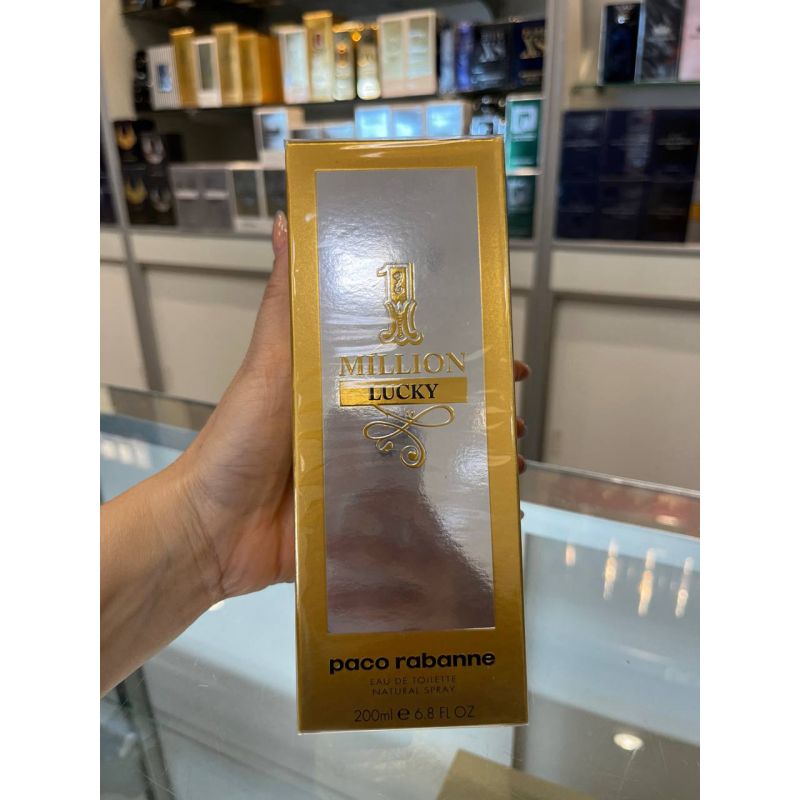 1
MILLION
LUCKY
paco rabanne
EAU DE TOILETTE
NATURAL SPRAY
200ml ℮ 6.8 FL OZ